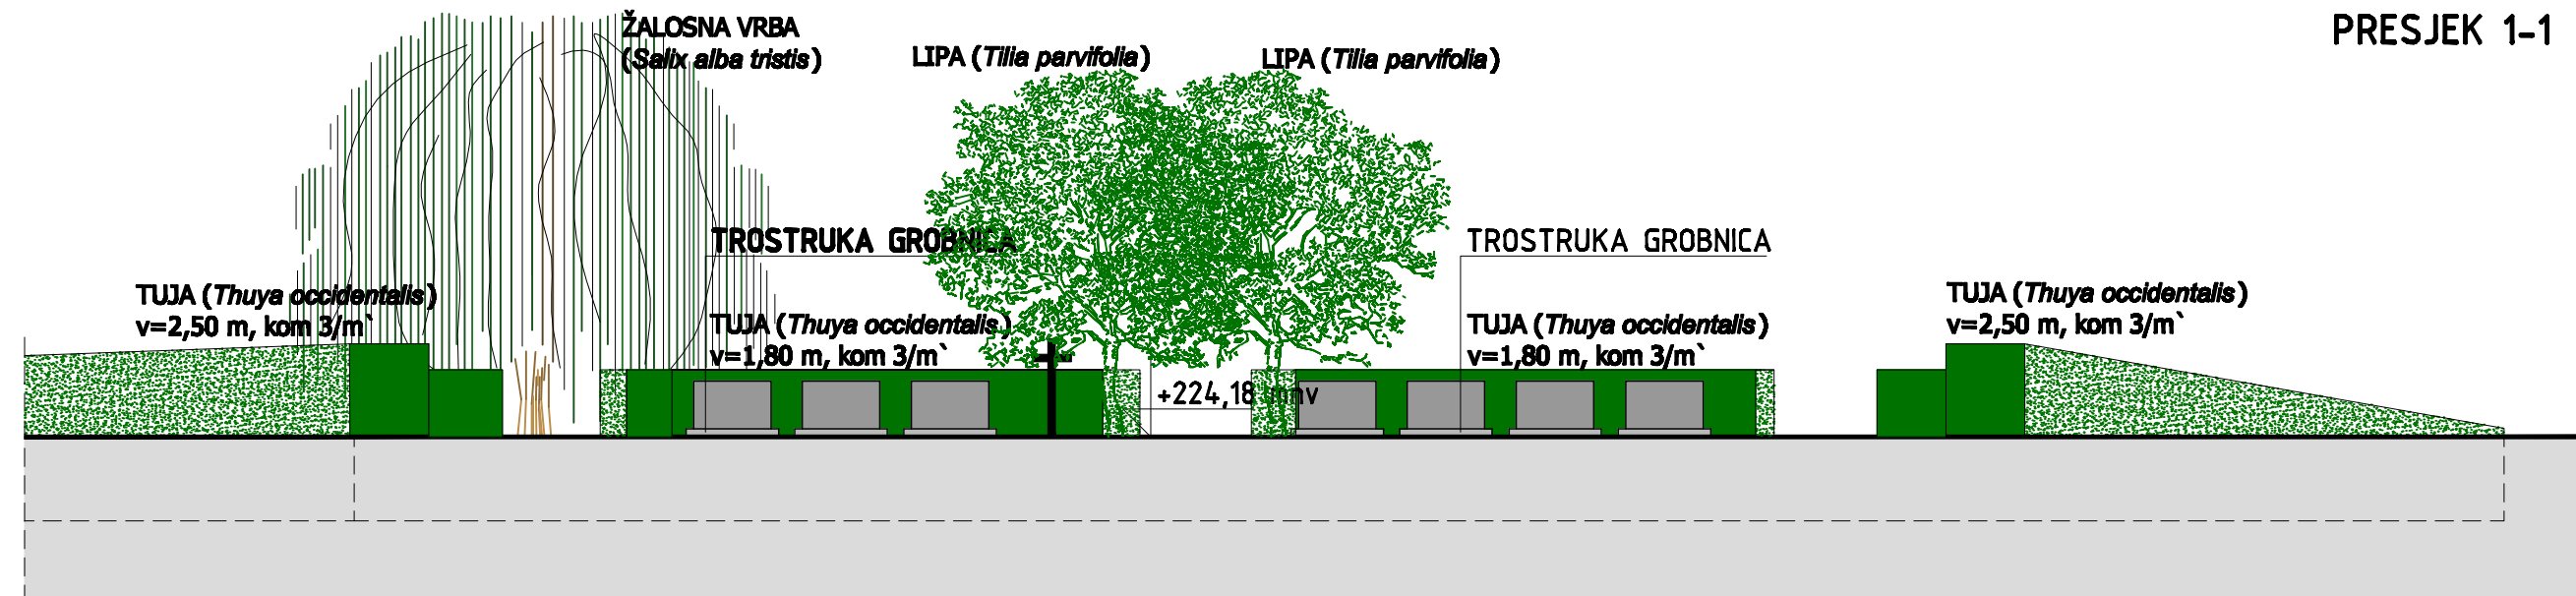 PRESJEK 1-1
ŽALOSNA VRBA
(Salix alba tristis)
LIPA (Tilia parvifolia)
LIPA (Tilia parvifolia)
TROSTRUKA GROBNICA
TROSTRUKA GROBNICA
TUJA (Thuya occidentalis)
v=2,50 m, kom 3/m`
TUJA (Thuya occidentalis)
v=1,80 m, kom 3/m`
TUJA (Thuya occidentalis)
v=1,80 m, kom 3/m`
TUJA (Thuya occidentalis)
v=2,50 m, kom 3/m`
+224,18 mnv